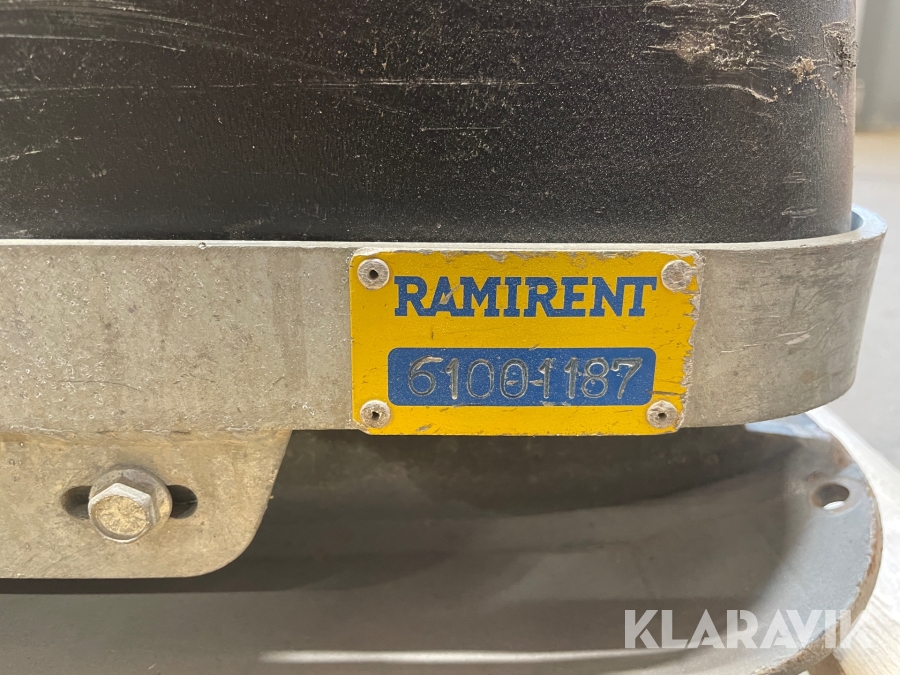 RAMIRENT
61001187
KLARAVIK